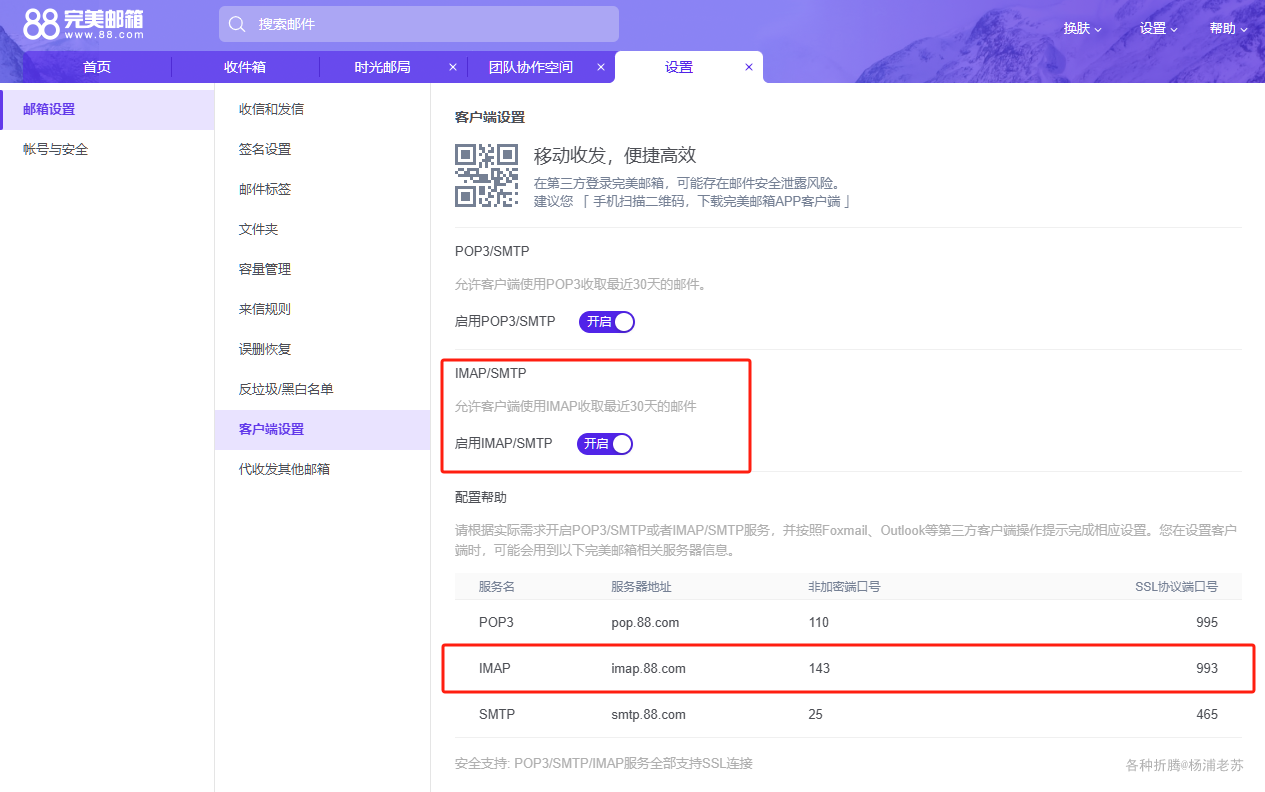 88 完美邮箱
www.88.com
搜索邮件
换肤 设置 帮助
首页 收件箱 时光邮局 × 团队协作空间 × 设置 ×
邮箱设置
帐号与安全
收信和发信
签名设置
邮件标签
文件夹
容量管理
来信规则
误删恢复
反垃圾/黑白名单
客户端设置
代收发其他邮箱
客户端设置
移动收发，便捷高效
在第三方登录完美邮箱，可能存在邮件安全泄露风险。
建议您 「 手机扫描二维码，下载完美邮箱APP客户端 」
POP3/SMTP
允许客户端使用POP3收取最近30天的邮件。
启用POP3/SMTP 开启
IMAP/SMTP
允许客户端使用IMAP收取最近30天的邮件
启用IMAP/SMTP 开启
配置帮助
请根据实际需求开启POP3/SMTP或者IMAP/SMTP服务，并按照Foxmail、Outlook等第三方客户端操作提示完成相应设置。您在设置客户
端时，可能会用到以下完美邮箱相关服务器信息。
服务名 服务器地址 非加密端口号 SSL协议端口号
POP3 pop.88.com 110 995
IMAP imap.88.com 143 993
SMTP smtp.88.com 25 465
安全支持: POP3/SMTP/IMAP服务全部支持SSL连接
各种折腾@杨浦老苏